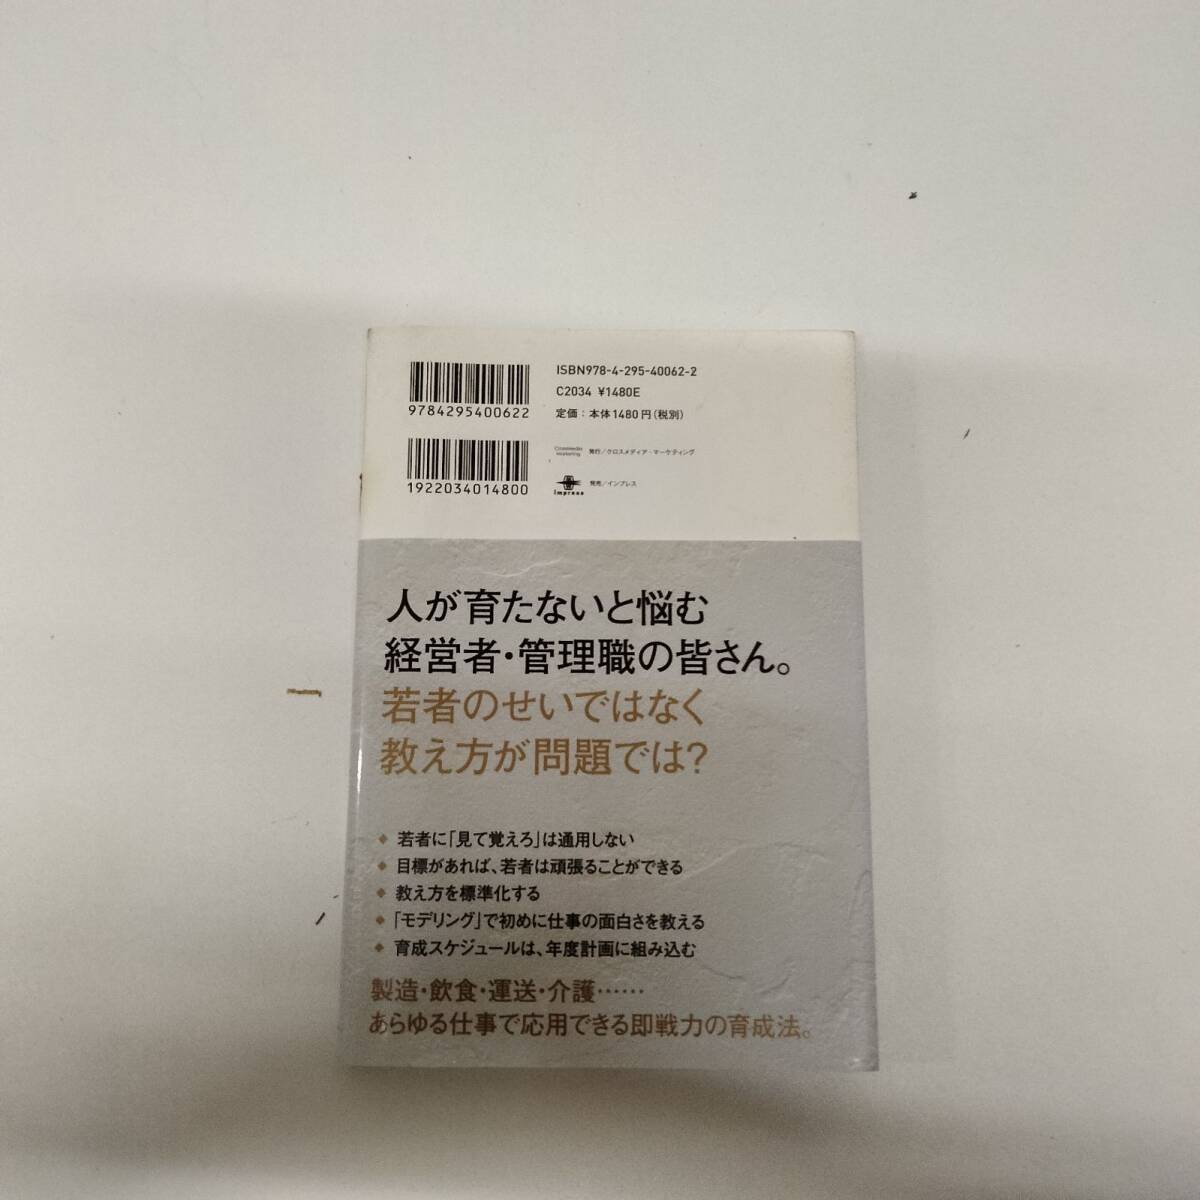 ISBN978-4-295-40062-2
C2034 ¥1480E
定価：本体1480円（税別）
9784295400622
Crossmedia
Marketing
発行／クロスメディア・マーケティング
1922034014800
Impress
発売／インプレス
人が育たないと悩む
経営者・管理職の皆さん。
若者のせいではなく
教え方が問題では？
◆ 若者に「見て覚えろ」は通用しない
◆ 目標があれば、若者は頑張ることができる
◆ 教え方を標準化する
◆ 「モデリング」で初めに仕事の面白さを教える
◆ 育成スケジュールは、年度計画に組み込む
製造・飲食・運送・介護……
あらゆる仕事で応用できる即戦力の育成法。